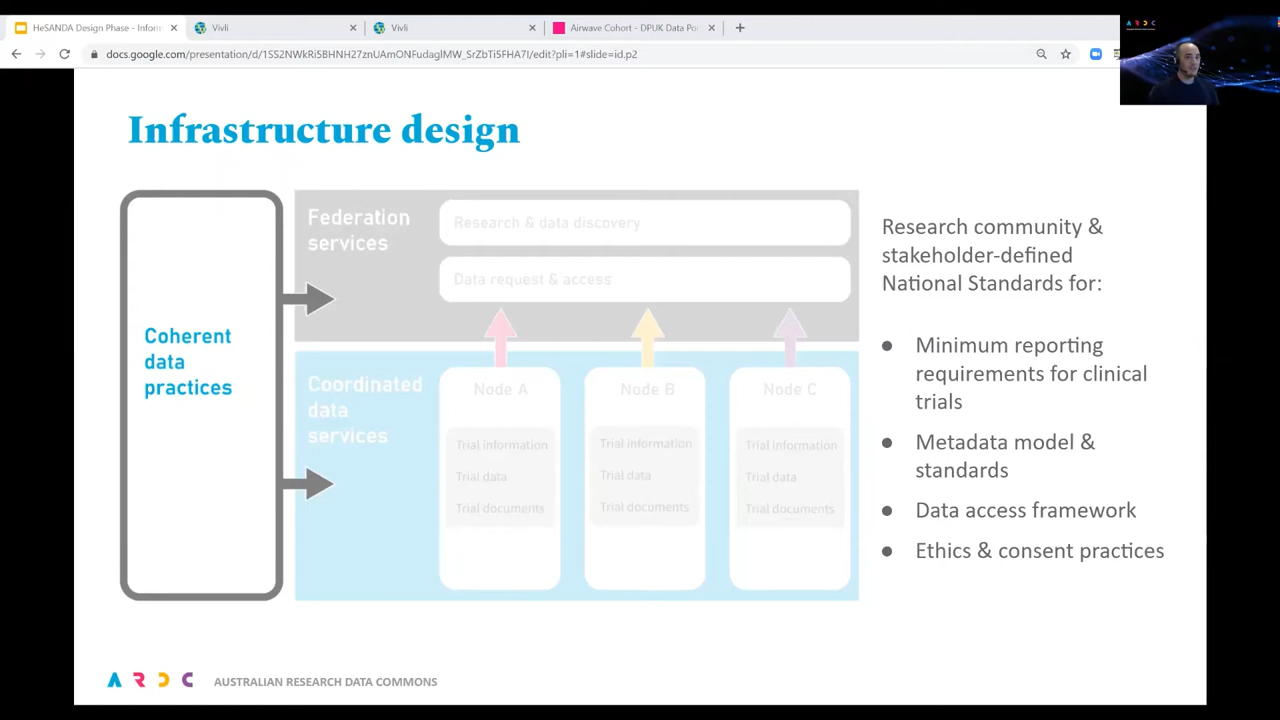 HeSANDA Design Phase - Inform
Vivli
Vivli
Airwave Cohort - DPUK Data Por
docs.google.com/presentation/d/1SS2NWkRi5BHNH27znUAmONFudaglMW_SrZbTi5FHA7I/edit?pli=1#slide=id.p2
A R D C
Infrastructure design
Coherent
data
practices
Federation
services
Research & data discovery
Data request & access
Coordinated
data
services
Node A
Trial information
Trial data
Trial documents
Node B
Trial information
Trial data
Trial documents
Node C
Trial information
Trial data
Trial documents
Research community &
stakeholder-defined
National Standards for:
● Minimum reporting
requirements for clinical
trials
● Metadata model &
standards
● Data access framework
● Ethics & consent practices
A R D C AUSTRALIAN RESEARCH DATA COMMONS